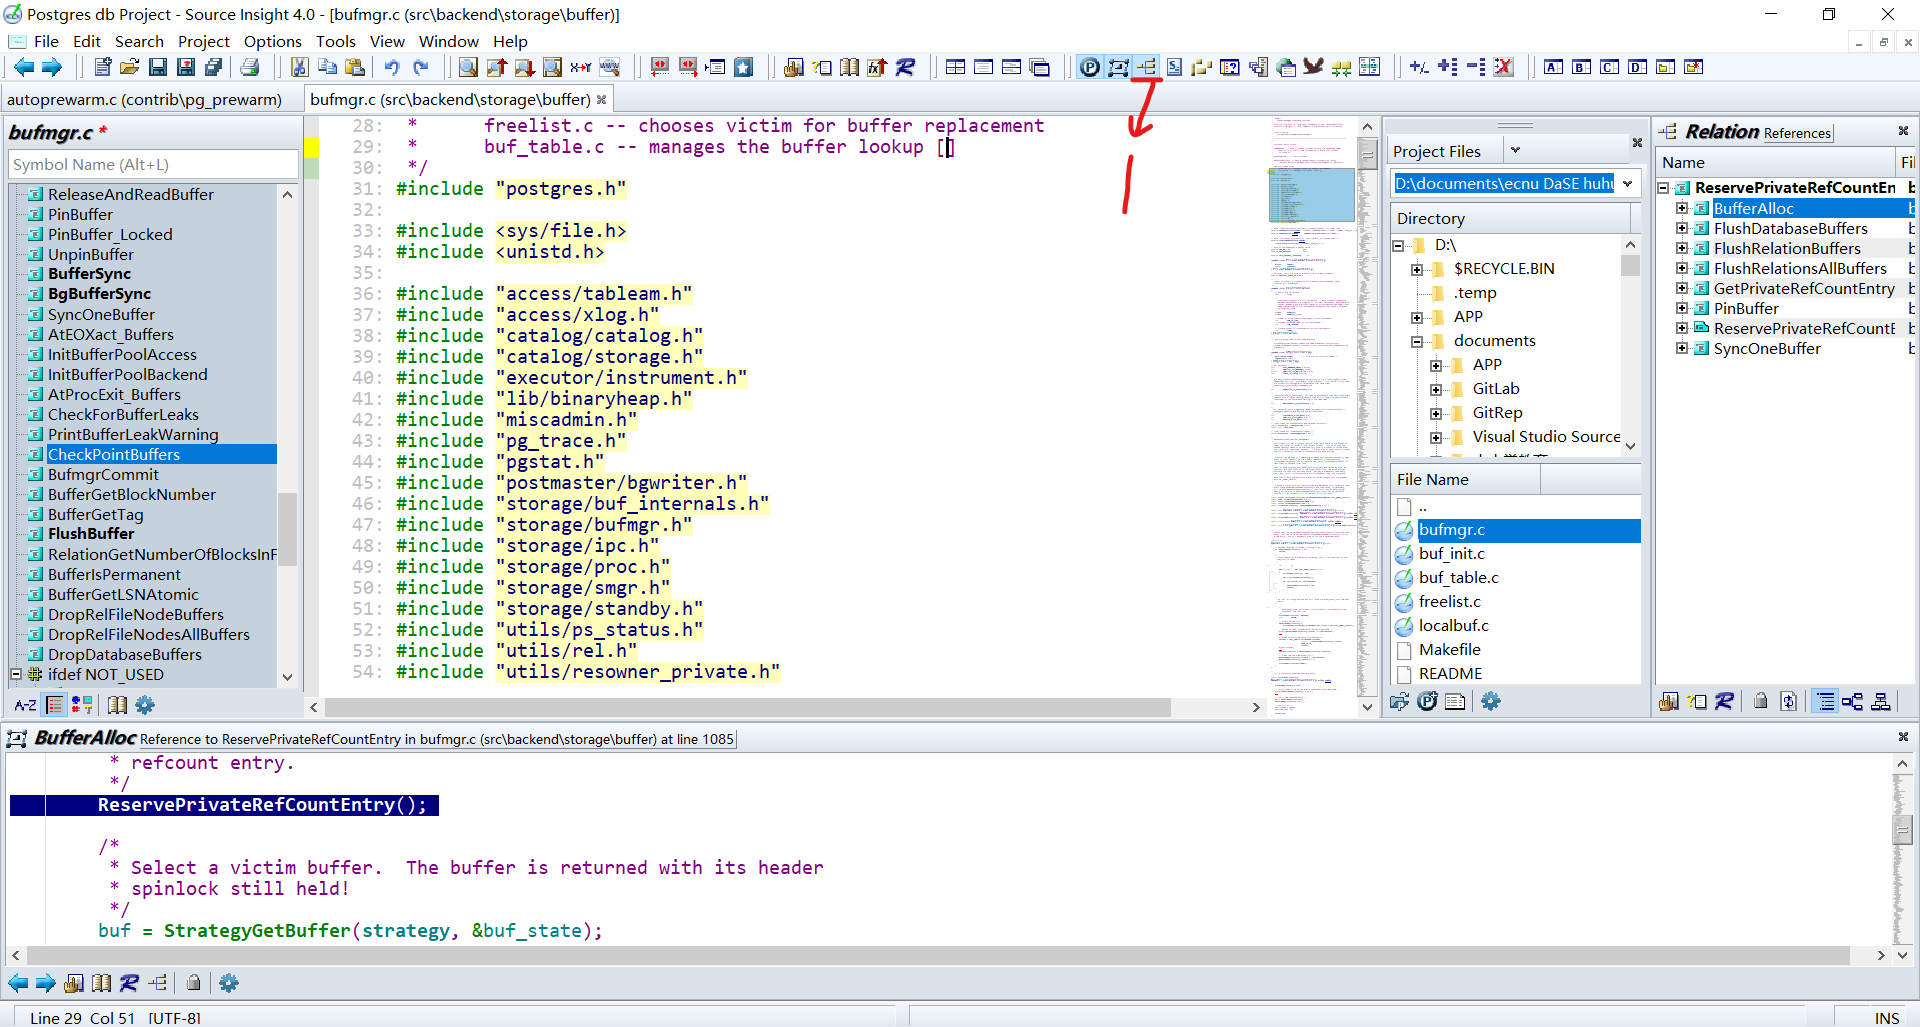 Postgres db Project - Source Insight 4.0 - [bufmgr.c (src\backend\storage\buffer)]
File Edit Search Project Options Tools View Window Help
autoprewarm.c (contrib\pg_prewarm)
bufmgr.c (src\backend\storage\buffer)
bufmgr.c *
Symbol Name (Alt+L)
ReleaseAndReadBuffer
PinBuffer
PinBuffer_Locked
UnpinBuffer
BufferSync
BgBufferSync
SyncOneBuffer
AtEOXact_Buffers
InitBufferPoolAccess
InitBufferPoolBackend
AtProcExit_Buffers
CheckForBufferLeaks
PrintBufferLeakWarning
CheckPointBuffers
BufmgrCommit
BufferGetBlockNumber
BufferGetTag
FlushBuffer
RelationGetNumberOfBlocksInF
BufferIsPermanent
BufferGetLSNAtomic
DropRelFileNodeBuffers
DropRelFileNodesAllBuffers
DropDatabaseBuffers
ifdef NOT_USED
A-Z
28: * freelist.c -- chooses victim for buffer replacement
29: * buf_table.c -- manages the buffer lookup []
30: */
31: #include "postgres.h"
32:
33: #include <sys/file.h>
34: #include <unistd.h>
35:
36: #include "access/tableam.h"
37: #include "access/xlog.h"
38: #include "catalog/catalog.h"
39: #include "catalog/storage.h"
40: #include "executor/instrument.h"
41: #include "lib/binaryheap.h"
42: #include "miscadmin.h"
43: #include "pg_trace.h"
44: #include "pgstat.h"
45: #include "postmaster/bgwriter.h"
46: #include "storage/buf_internals.h"
47: #include "storage/bufmgr.h"
48: #include "storage/ipc.h"
49: #include "storage/proc.h"
50: #include "storage/smgr.h"
51: #include "storage/standby.h"
52: #include "utils/ps_status.h"
53: #include "utils/rel.h"
54: #include "utils/resowner_private.h"
1
Project Files
D:\documents\ecnu DaSE huhu
Directory
D:\
$RECYCLE.BIN
.temp
APP
documents
APP
GitLab
GitRep
Visual Studio Source
File Name
..
bufmgr.c
buf_init.c
buf_table.c
freelist.c
localbuf.c
Makefile
README
Relation References
Name Fil
ReservePrivateRefCountEn b
BufferAlloc b
FlushDatabaseBuffers b
FlushRelationBuffers b
FlushRelationsAllBuffers b
GetPrivateRefCountEntry b
PinBuffer b
ReservePrivateRefCountE b
SyncOneBuffer b
BufferAlloc Reference to ReservePrivateRefCountEntry in bufmgr.c (src\backend\storage\buffer) at line 1085
* refcount entry.
*/
ReservePrivateRefCountEntry();
/*
* Select a victim buffer. The buffer is returned with its header
* spinlock still held!
*/
buf = StrategyGetBuffer(strategy, &buf_state);
Line 29 Col 51 [UTF-8]
INS